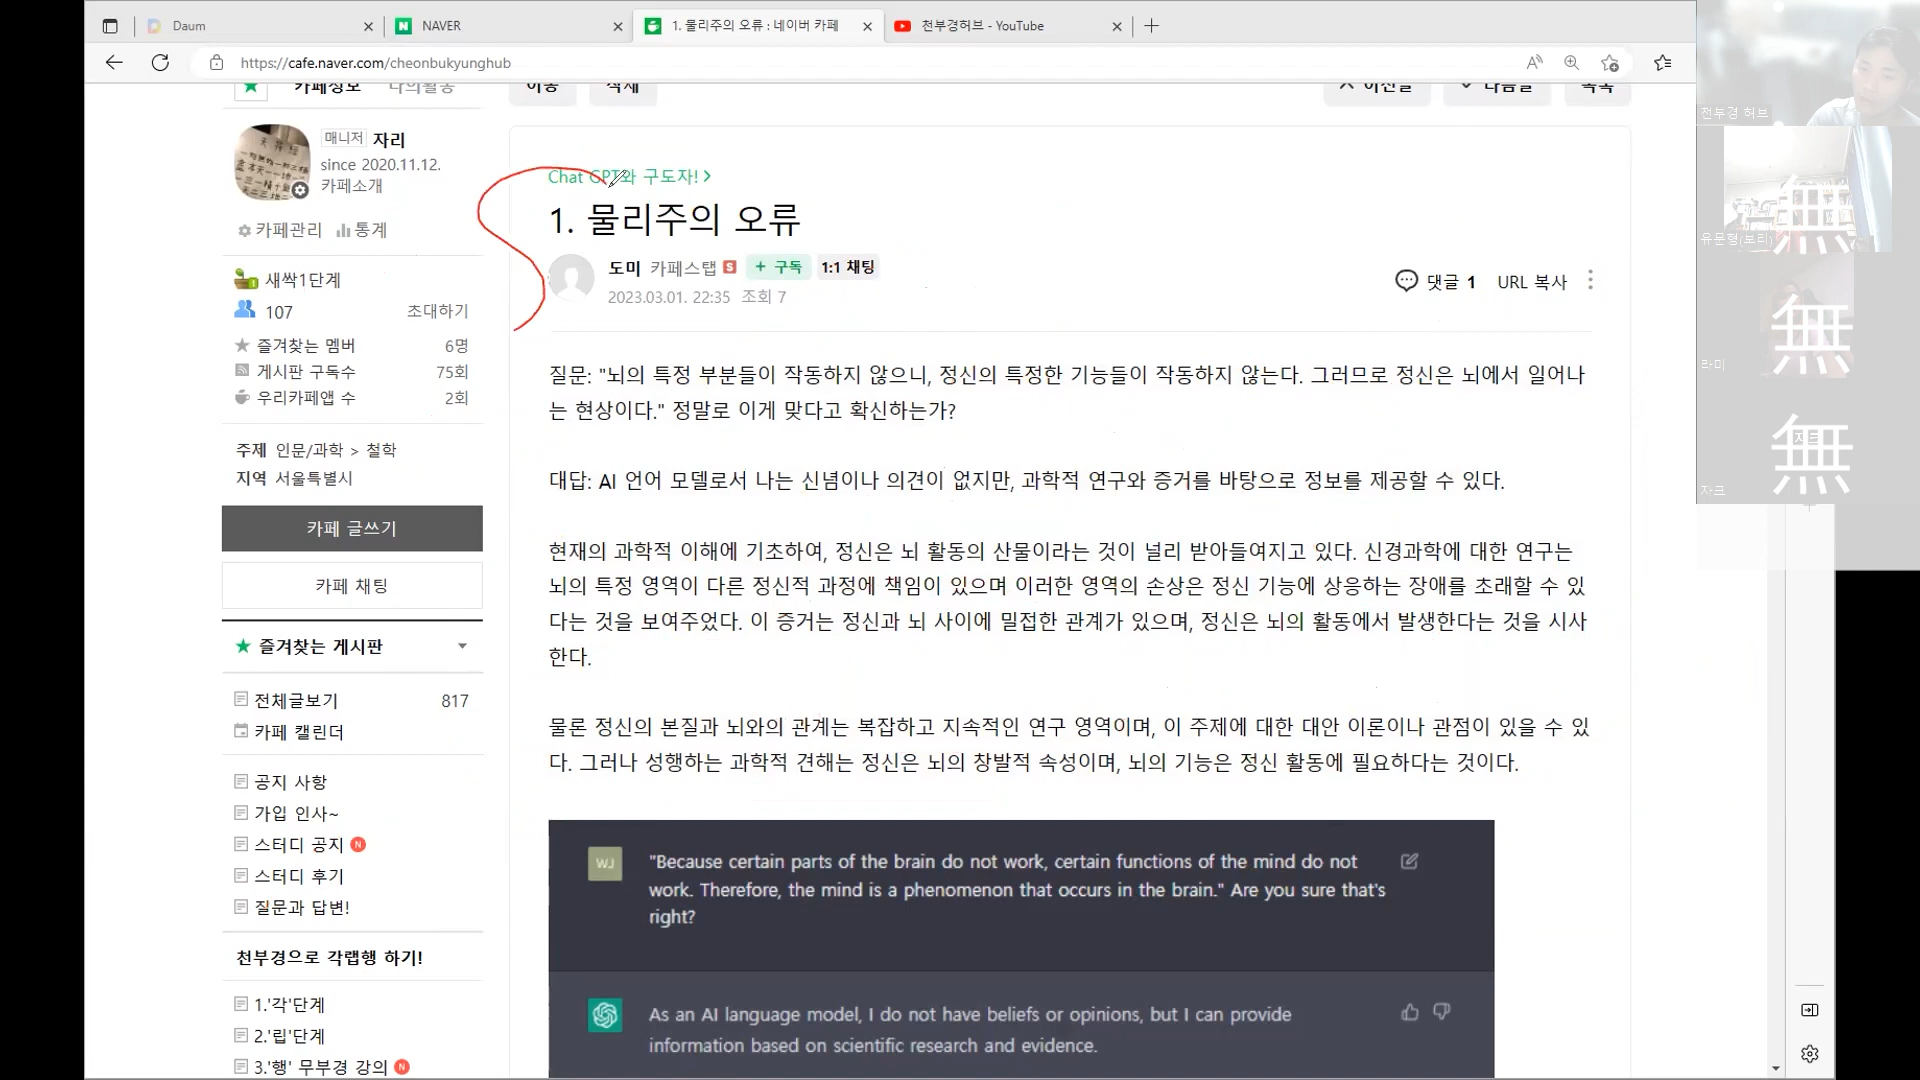 Daum
NAVER
1. 물리주의 오류 : 네이버 카페
천부경허브 - YouTube
https://cafe.naver.com/cheonbukyunghub
카페정보 나의활동
이동 삭제
이전글 다음글 목록
매니저 자리
since 2020.11.12.
카페소개
카페관리 통계
새싹1단계
107 초대하기
즐겨찾는 멤버 6명
게시판 구독수 75회
우리카페앱 수 2회
주제 인문/과학 > 철학
지역 서울특별시
카페 글쓰기
카페 채팅
즐겨찾는 게시판
전체글보기 817
카페 캘린더
공지 사항
가입 인사~
스터디 공지 N
스터디 후기
질문과 답변!
천부경으로 각랩행 하기!
1.'각'단계
2.'립'단계
3.'행' 무부경 강의 N
Chat GPT와 구도자!
1. 물리주의 오류
도미 카페스탭 S + 구독 1:1 채팅
2023.03.01. 22:35 조회 7
댓글 1 URL 복사
질문: "뇌의 특정 부분들이 작동하지 않으니, 정신의 특정한 기능들이 작동하지 않는다. 그러므로 정신은 뇌에서 일어나
는 현상이다." 정말로 이게 맞다고 확신하는가?
대답: AI 언어 모델로서 나는 신념이나 의견이 없지만, 과학적 연구와 증거를 바탕으로 정보를 제공할 수 있다.
현재의 과학적 이해에 기초하여, 정신은 뇌 활동의 산물이라는 것이 널리 받아들여지고 있다. 신경과학에 대한 연구는
뇌의 특정 영역이 다른 정신적 과정에 책임이 있으며 이러한 영역의 손상은 정신 기능에 상응하는 장애를 초래할 수 있
다는 것을 보여주었다. 이 증거는 정신과 뇌 사이에 밀접한 관계가 있으며, 정신은 뇌의 활동에서 발생한다는 것을 시사
한다.
물론 정신의 본질과 뇌와의 관계는 복잡하고 지속적인 연구 영역이며, 이 주제에 대한 대안 이론이나 관점이 있을 수 있
다. 그러나 성행하는 과학적 견해는 정신은 뇌의 창발적 속성이며, 뇌의 기능은 정신 활동에 필요하다는 것이다.
WJ
"Because certain parts of the brain do not work, certain functions of the mind do not
work. Therefore, the mind is a phenomenon that occurs in the brain." Are you sure that's
right?
As an AI language model, I do not have beliefs or opinions, but I can provide
information based on scientific research and evidence.
천부경 허브
無
유문형(보리)
無
라미
無
자크